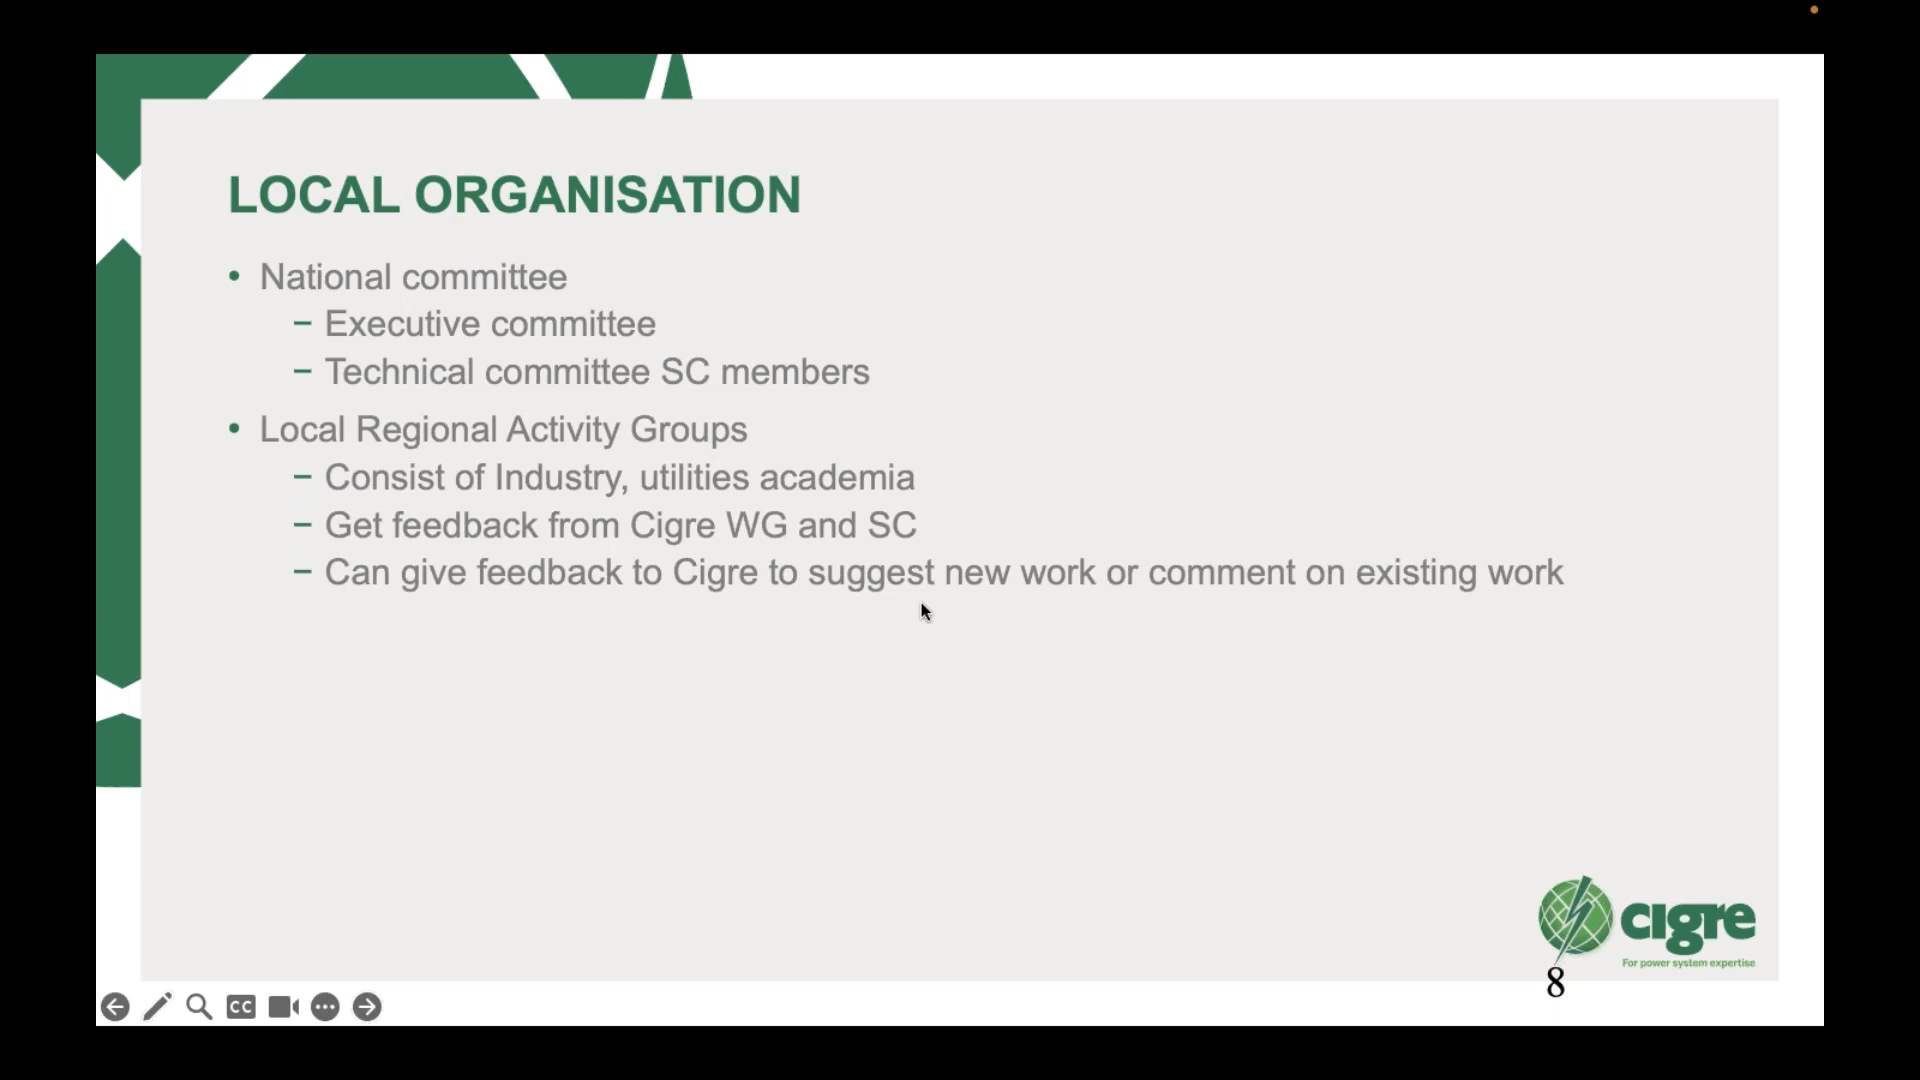 LOCAL ORGANISATION
• National committee
– Executive committee
– Technical committee SC members
• Local Regional Activity Groups
– Consist of Industry, utilities academia
– Get feedback from Cigre WG and SC
– Can give feedback to Cigre to suggest new work or comment on existing work
cigre
For power system expertise
8
CC